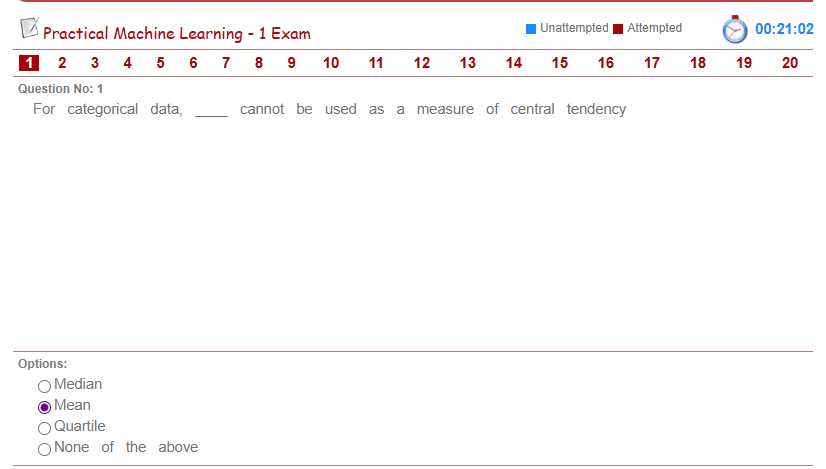 Practical Machine Learning - 1 Exam
Unattempted Attempted
00:21:02
1 2 3 4 5 6 7 8 9 10 11 12 13 14 15 16 17 18 19 20
Question No: 1
For categorical data, ____ cannot be used as a measure of central tendency
Options:
Median
Mean
Quartile
None of the above